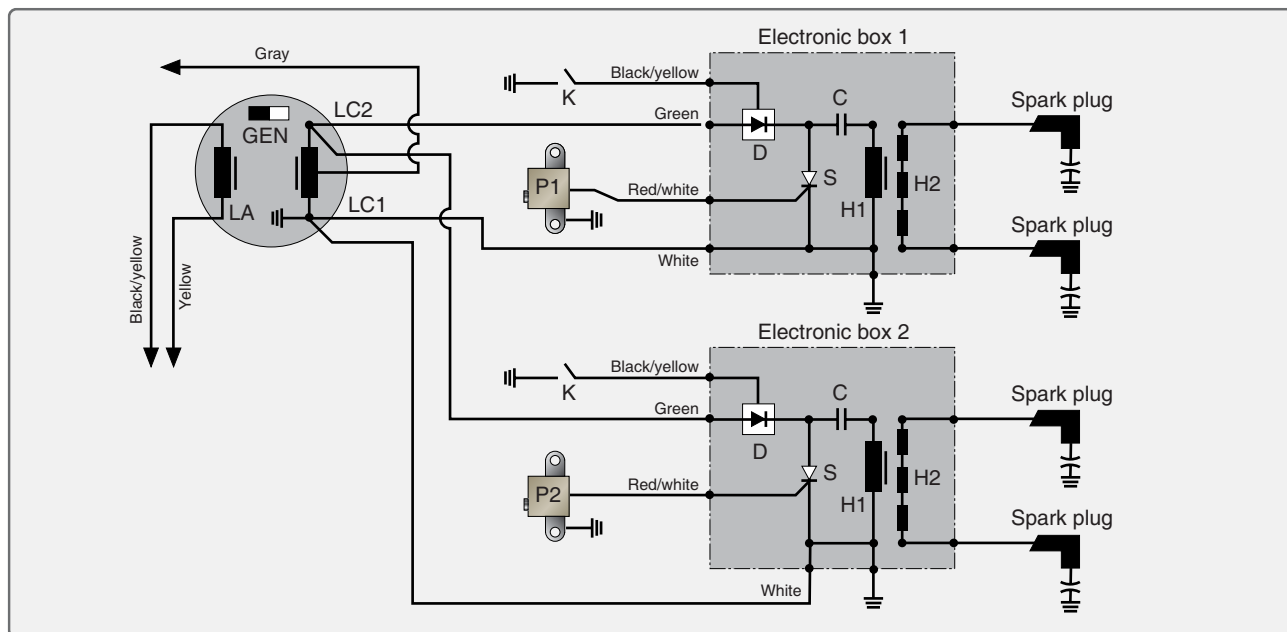 Electronic box 1
Gray
Black/yellow
K
C
Spark plug
LC2
Green
GEN
D
P1
S
Red/white
H1
H2
LA
LC1
Spark plug
White
Black/yellow
Yellow
Electronic box 2
Black/yellow
K
C
Spark plug
Green
D
S
P2
Red/white
H1
H2
Spark plug
White